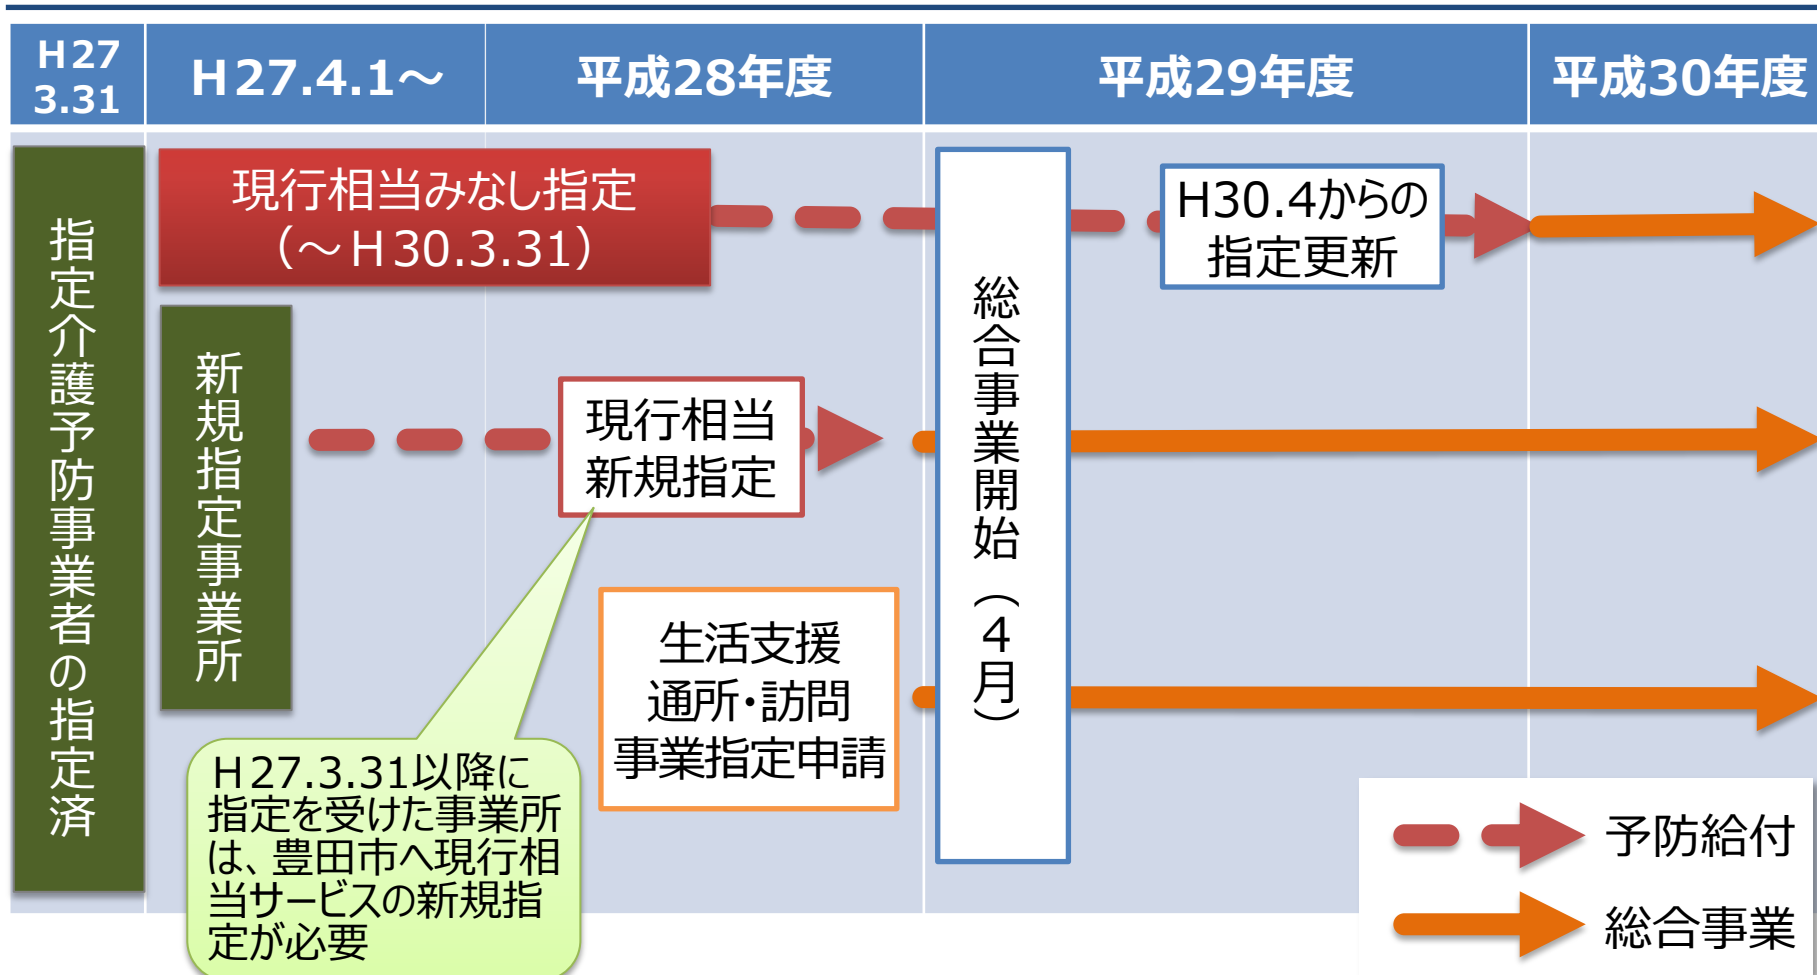 H27
3.31
H27.4.1～
平成28年度
平成29年度
平成30年度
指定介護予防事業者の指定済
現行相当みなし指定
（～H30.3.31）
新規指定事業所
現行相当
新規指定
H27.3.31以降に
指定を受けた事業所
は、豊田市へ現行相
当サービスの新規指
定が必要
生活支援
通所・訪問
事業指定申請
総合事業開始（４月）
H30.4からの
指定更新
予防給付
総合事業